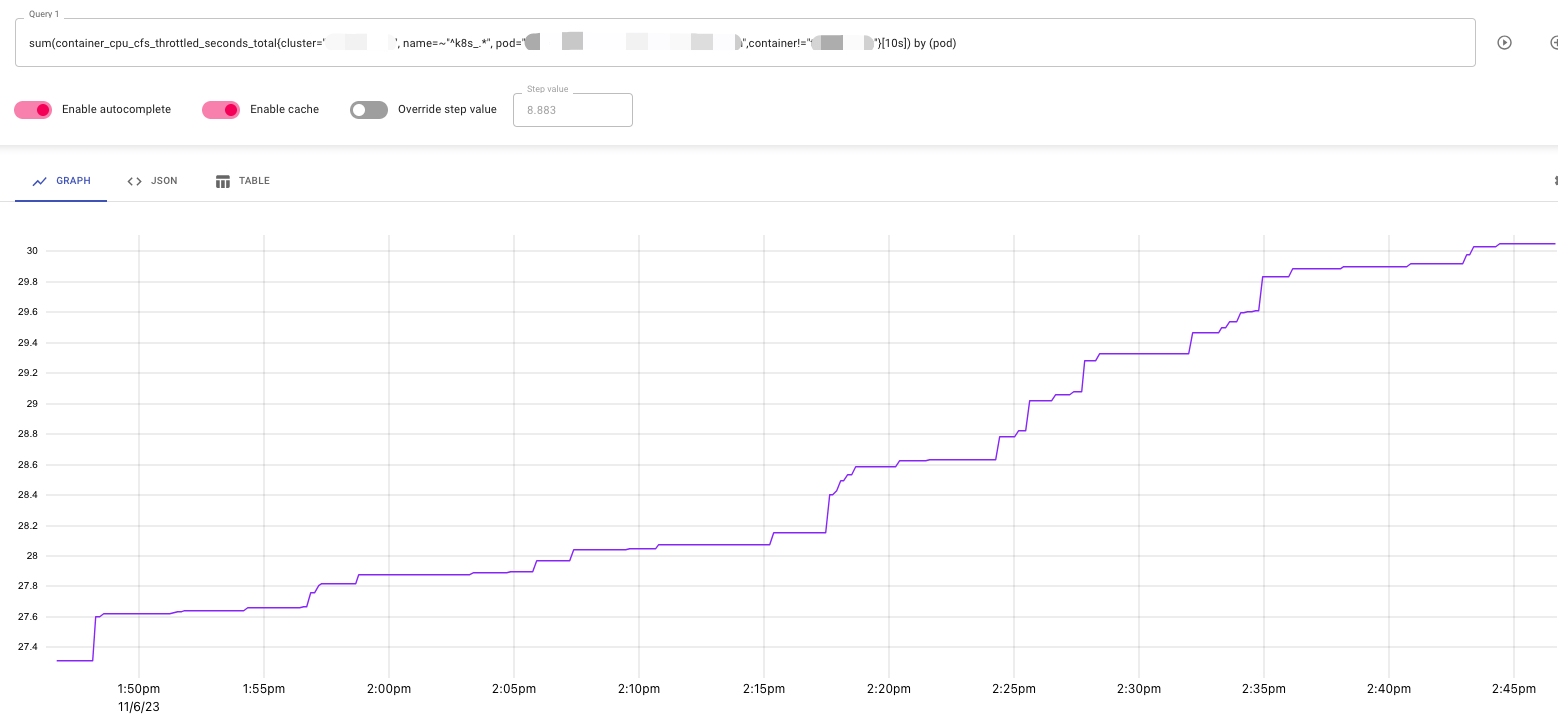 Query 1
sum(container_cpu_cfs_throttled_seconds_total{cluster=" ', name=~"^k8s_.*", pod=" ",container!=" "}[10s]) by (pod)
Step value
Enable autocomplete Enable cache Override step value 8.883
GRAPH JSON TABLE
30
29.8
29.6
29.4
29.2
29
28.8
28.6
28.4
28.2
28
27.8
27.6
27.4
1:50pm 1:55pm 2:00pm 2:05pm 2:10pm 2:15pm 2:20pm 2:25pm 2:30pm 2:35pm 2:40pm 2:45pm
11/6/23